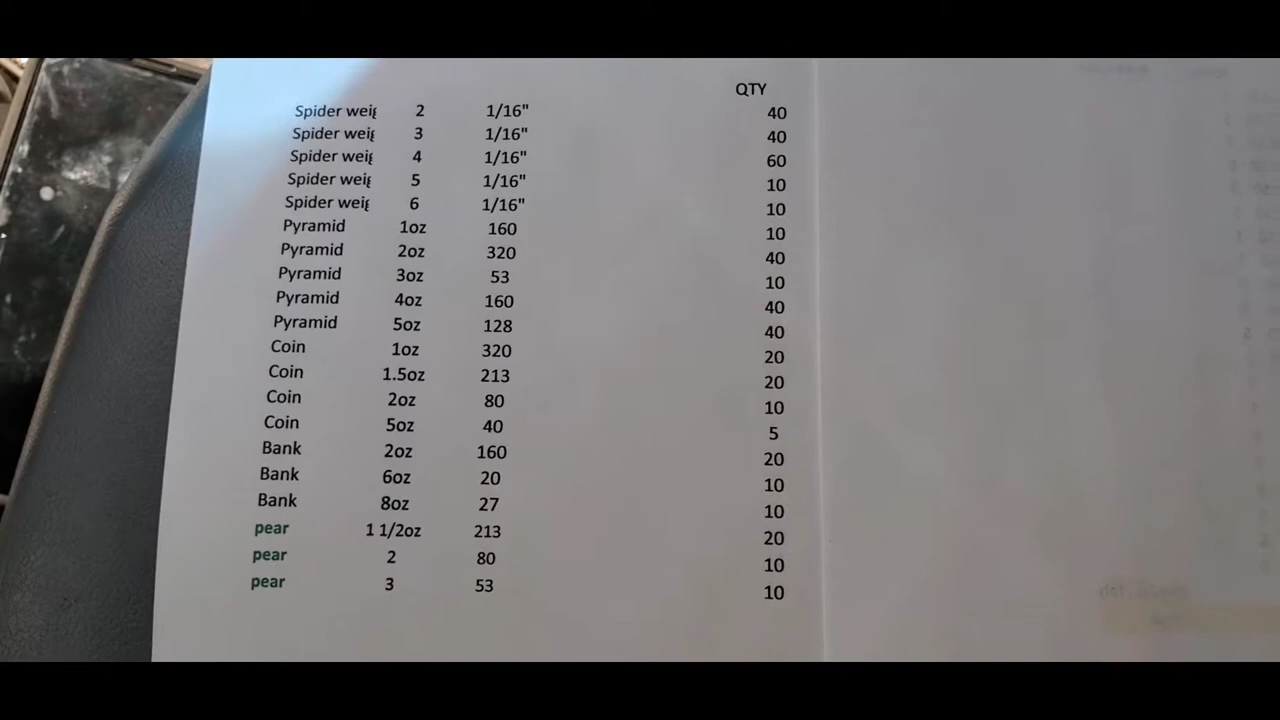 QTY
Spider weig 2 1/16" 40
Spider weig 3 1/16" 40
Spider weig 4 1/16" 60
Spider weig 5 1/16" 10
Spider weig 6 1/16" 10
Pyramid 1oz 160 10
Pyramid 2oz 320 40
Pyramid 3oz 53 10
Pyramid 4oz 160 40
Pyramid 5oz 128 40
Coin 1oz 320 20
Coin 1.5oz 213 20
Coin 2oz 80 10
Coin 5oz 40 5
Bank 2oz 160 20
Bank 6oz 20 10
Bank 8oz 27 10
pear 1 1/2oz 213 20
pear 2 80 10
pear 3 53 10